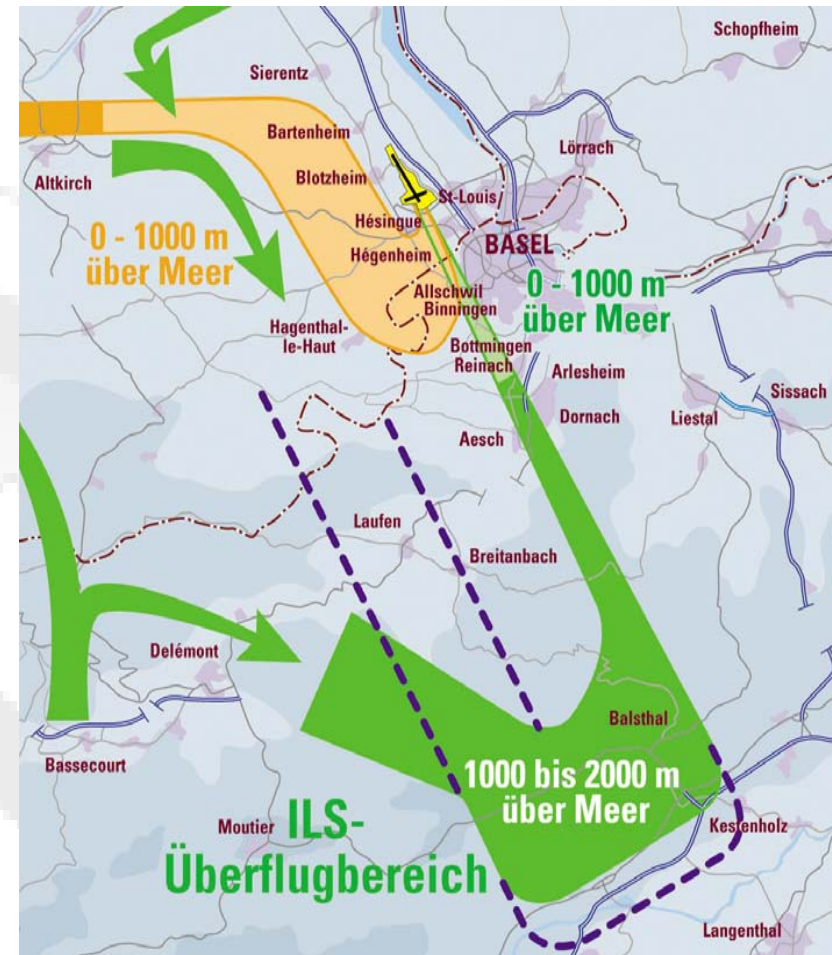 Schopfheim
Sierentz
Bartenheim
Lörrach
Altkirch
Blotzheim
St-Louis
Hésingue
0 - 1000 m
über Meer
BASEL
Hégenheim
0 - 1000 m
über Meer
Allschwil
Binningen
Hagenthal-
le-Haut
Bottmingen
Reinach
Arlesheim
Sissach
Dornach
Liestal
Aesch
Laufen
Breitanbach
Delémont
Balsthal
Bassecourt
1000 bis 2000 m
über Meer
Moutier
ILS-
Überflugbereich
Kestenholz
Langenthal